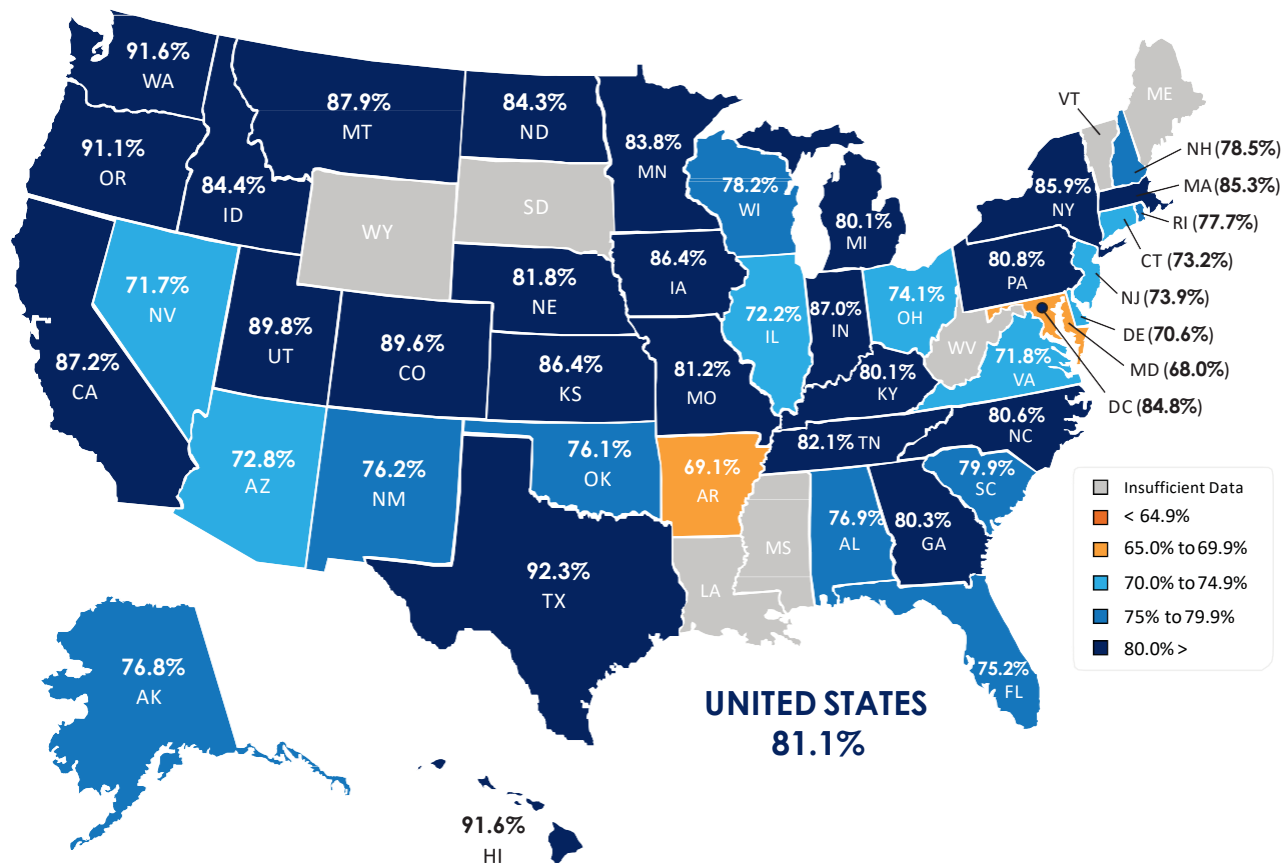 91.6%
WA
91.1%
OR
84.4%
ID
87.9%
MT
84.3%
ND
83.8%
MN
78.2%
WI
80.1%
MI
85.9%
NY
VT
ME
NH (78.5%)
MA (85.3%)
RI (77.7%)
CT (73.2%)
NJ (73.9%)
DE (70.6%)
MD (68.0%)
DC (84.8%)
WY
SD
87.2%
CA
71.7%
NV
89.8%
UT
89.6%
CO
81.8%
NE
86.4%
KS
86.4%
IA
81.2%
MO
72.2%
IL
87.0%
IN
74.1%
OH
80.8%
PA
WV
71.8%
VA
80.1%
KY
82.1% TN
80.6%
NC
79.9%
SC
72.8%
AZ
76.2%
NM
76.1%
OK
69.1%
AR
92.3%
TX
LA
MS
76.9%
AL
80.3%
GA
75.2%
FL
76.8%
AK
91.6%
HI
UNITED STATES
81.1%
Insufficient Data
< 64.9%
65.0% to 69.9%
70.0% to 74.9%
75% to 79.9%
80.0% >